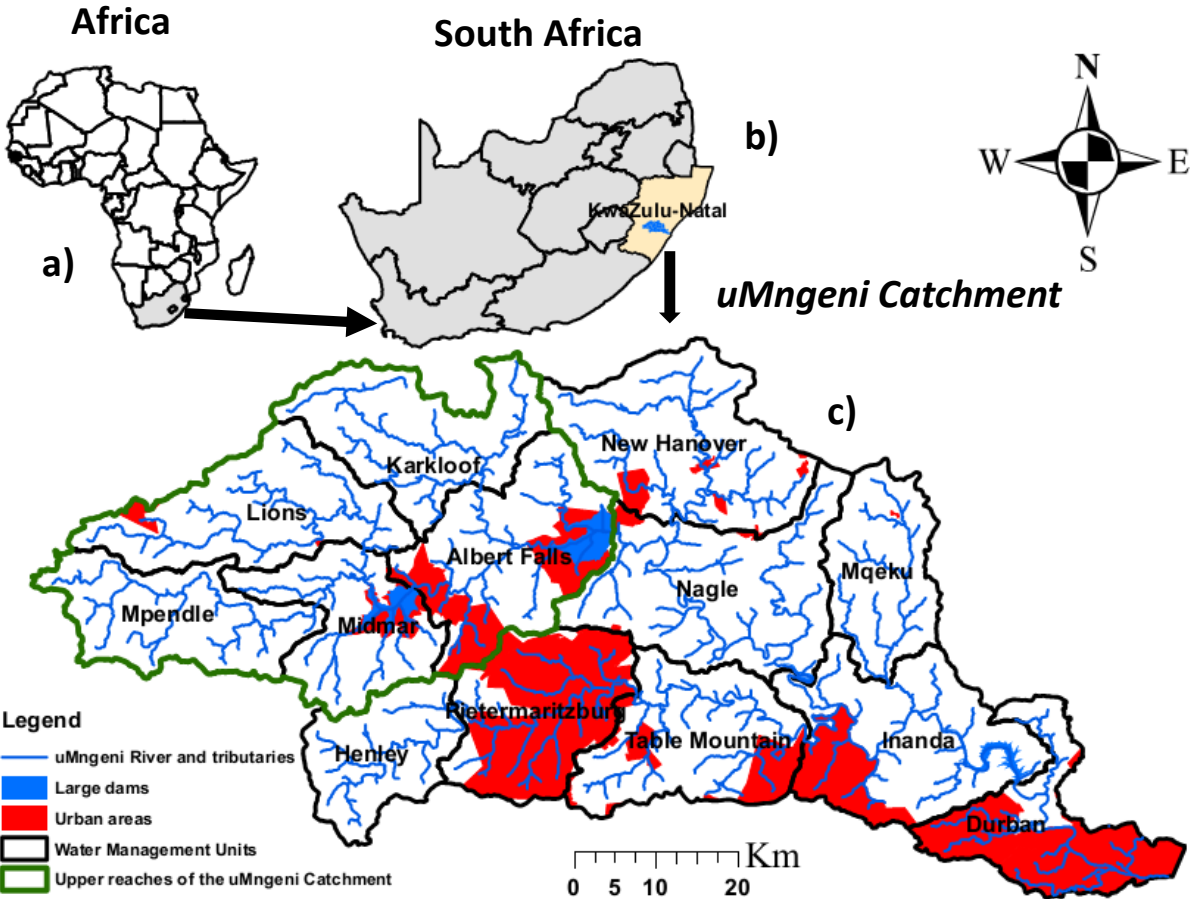 Africa
South Africa
N
b)
W
E
KwaZulu-Natal
S
a)
uMngeni Catchment
c)
New Hanover
Karkloof
Lions
Albert Falls
Mqeku
Nagle
Mpendle
Midmar
Legend
Pietermaritzburg
uMngeni River and tributaries
Henley
Table Mountain
Inanda
Large dams
Urban areas
Durban
Water Management Units
Km
Upper reaches of the uMngeni Catchment
0 5 10 20